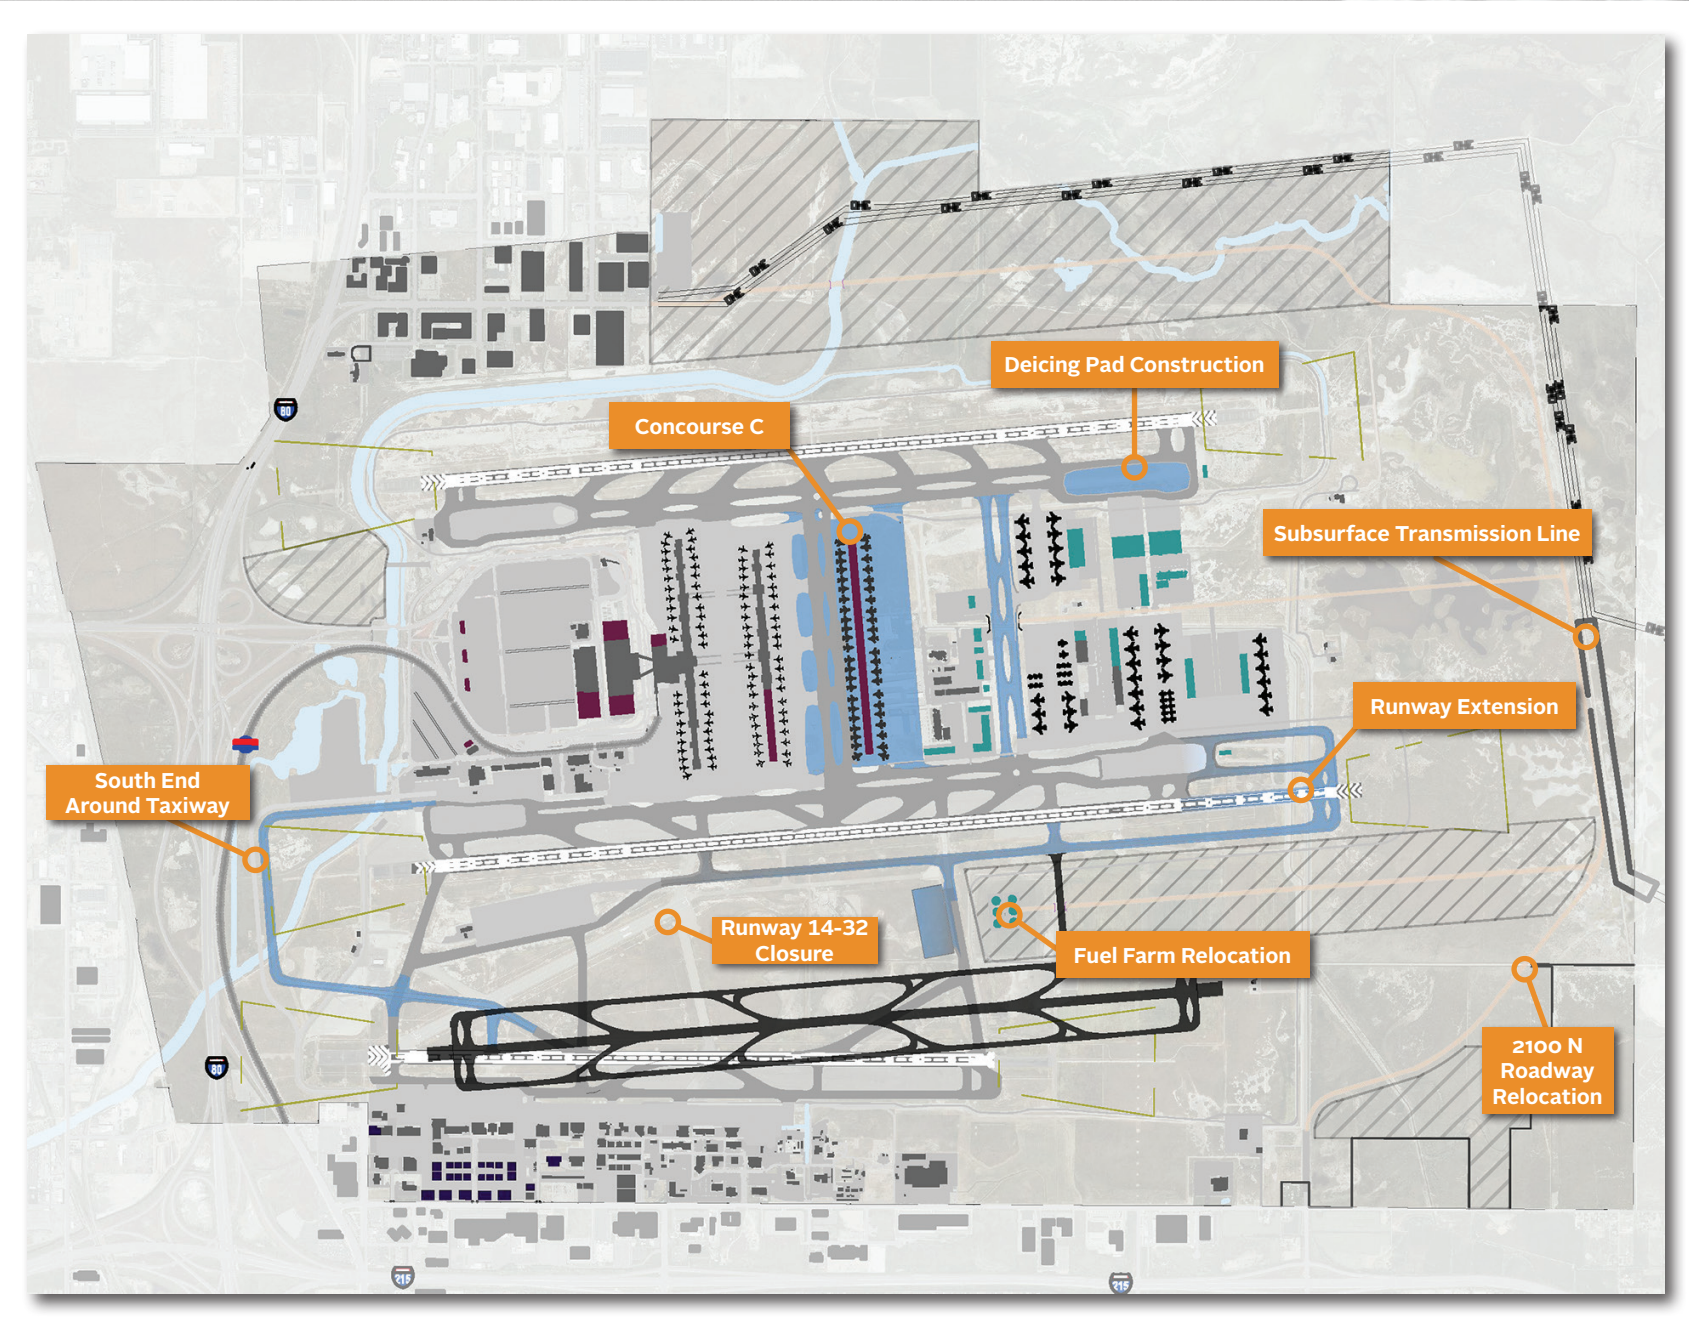 Deicing Pad Construction
Concourse C
80
Subsurface Transmission Line
Runway Extension
South End
Around Taxiway
Runway 14-32
Closure
Fuel Farm Relocation
2100 N
Roadway
Relocation
80
215
215